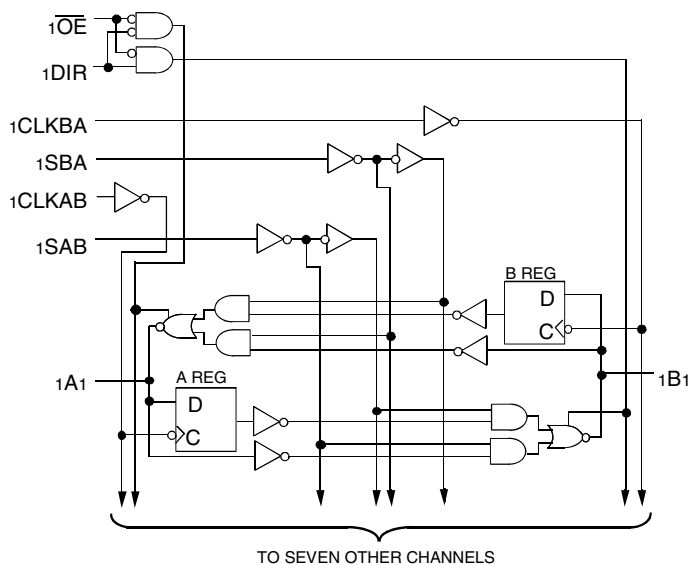 1OE
1DIR
1CLKBA
1SBA
1CLKAB
1SAB
B REG
D
C
1A1
1B1
A REG
D
C
TO SEVEN OTHER CHANNELS